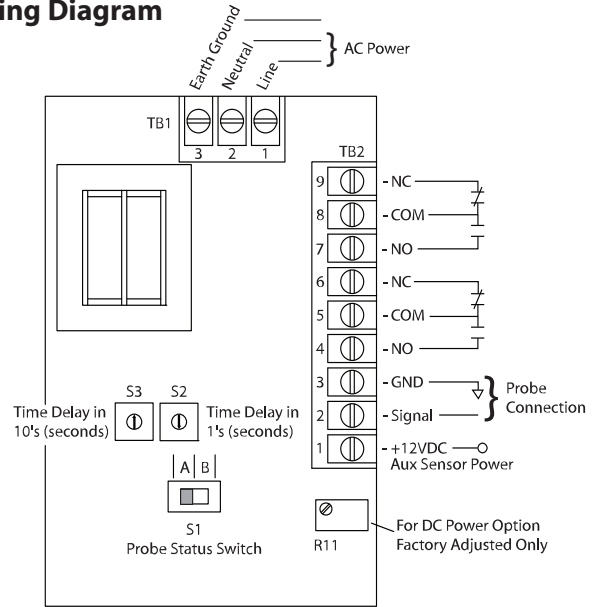 ing Diagram
Earth Ground
Neutral
Line
AC Power
TB1
3 2 1
TB2
9 - NC
8 - COM
7 - NO
6 - NC
5 - COM
4 - NO
3 - GND
2 - Signal
Probe
Connection
1 - +12VDC
Aux Sensor Power
S3 S2
Time Delay in
10's (seconds)
Time Delay in
1's (seconds)
A B
S1
Probe Status Switch
R11
For DC Power Option
Factory Adjusted Only